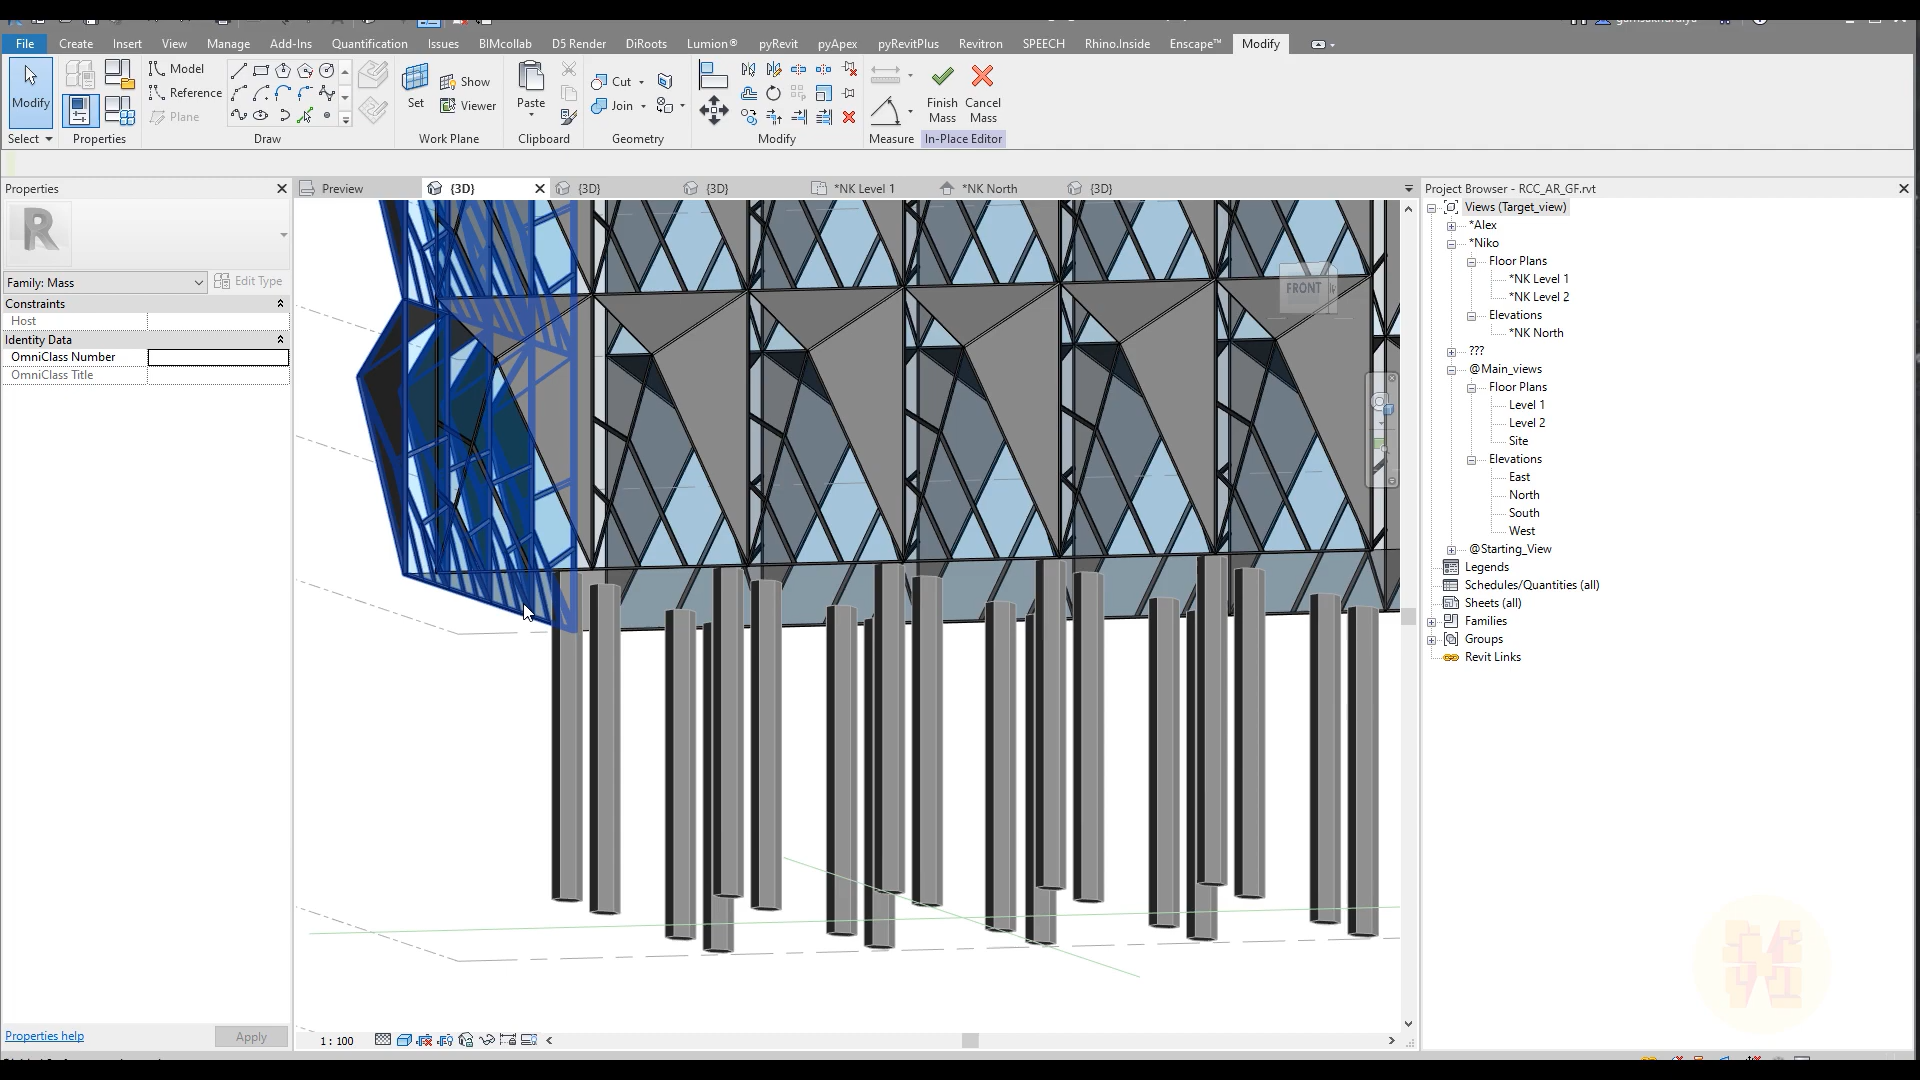 File Create Insert View Manage Add-Ins Quantification Issues BIMcollab D5 Render DiRoots Lumion® pyRevit pyApex pyRevitPlus Revitron SPEECH Rhino.Inside Enscape™ Modify
Modify
Model
Reference
Plane
Set
Show
Viewer
Paste
Cut
Join
Finish Mass
Cancel Mass
Select Properties Draw Work Plane Clipboard Geometry Modify Measure In-Place Editor
Properties
Preview {3D} {3D} {3D} *NK Level 1 *NK North {3D}
Project Browser - RCC_AR_GF.rvt
R
Family: Mass Edit Type
Constraints
Host
Identity Data
OmniClass Number
OmniClass Title
FRONT
Views (Target_view)
*Alex
*Niko
Floor Plans
*NK Level 1
*NK Level 2
Elevations
*NK North
???
@Main_views
Floor Plans
Level 1
Level 2
Site
Elevations
East
North
South
West
@Starting_View
Legends
Schedules/Quantities (all)
Sheets (all)
Families
Groups
Revit Links
Properties help Apply
1 : 100